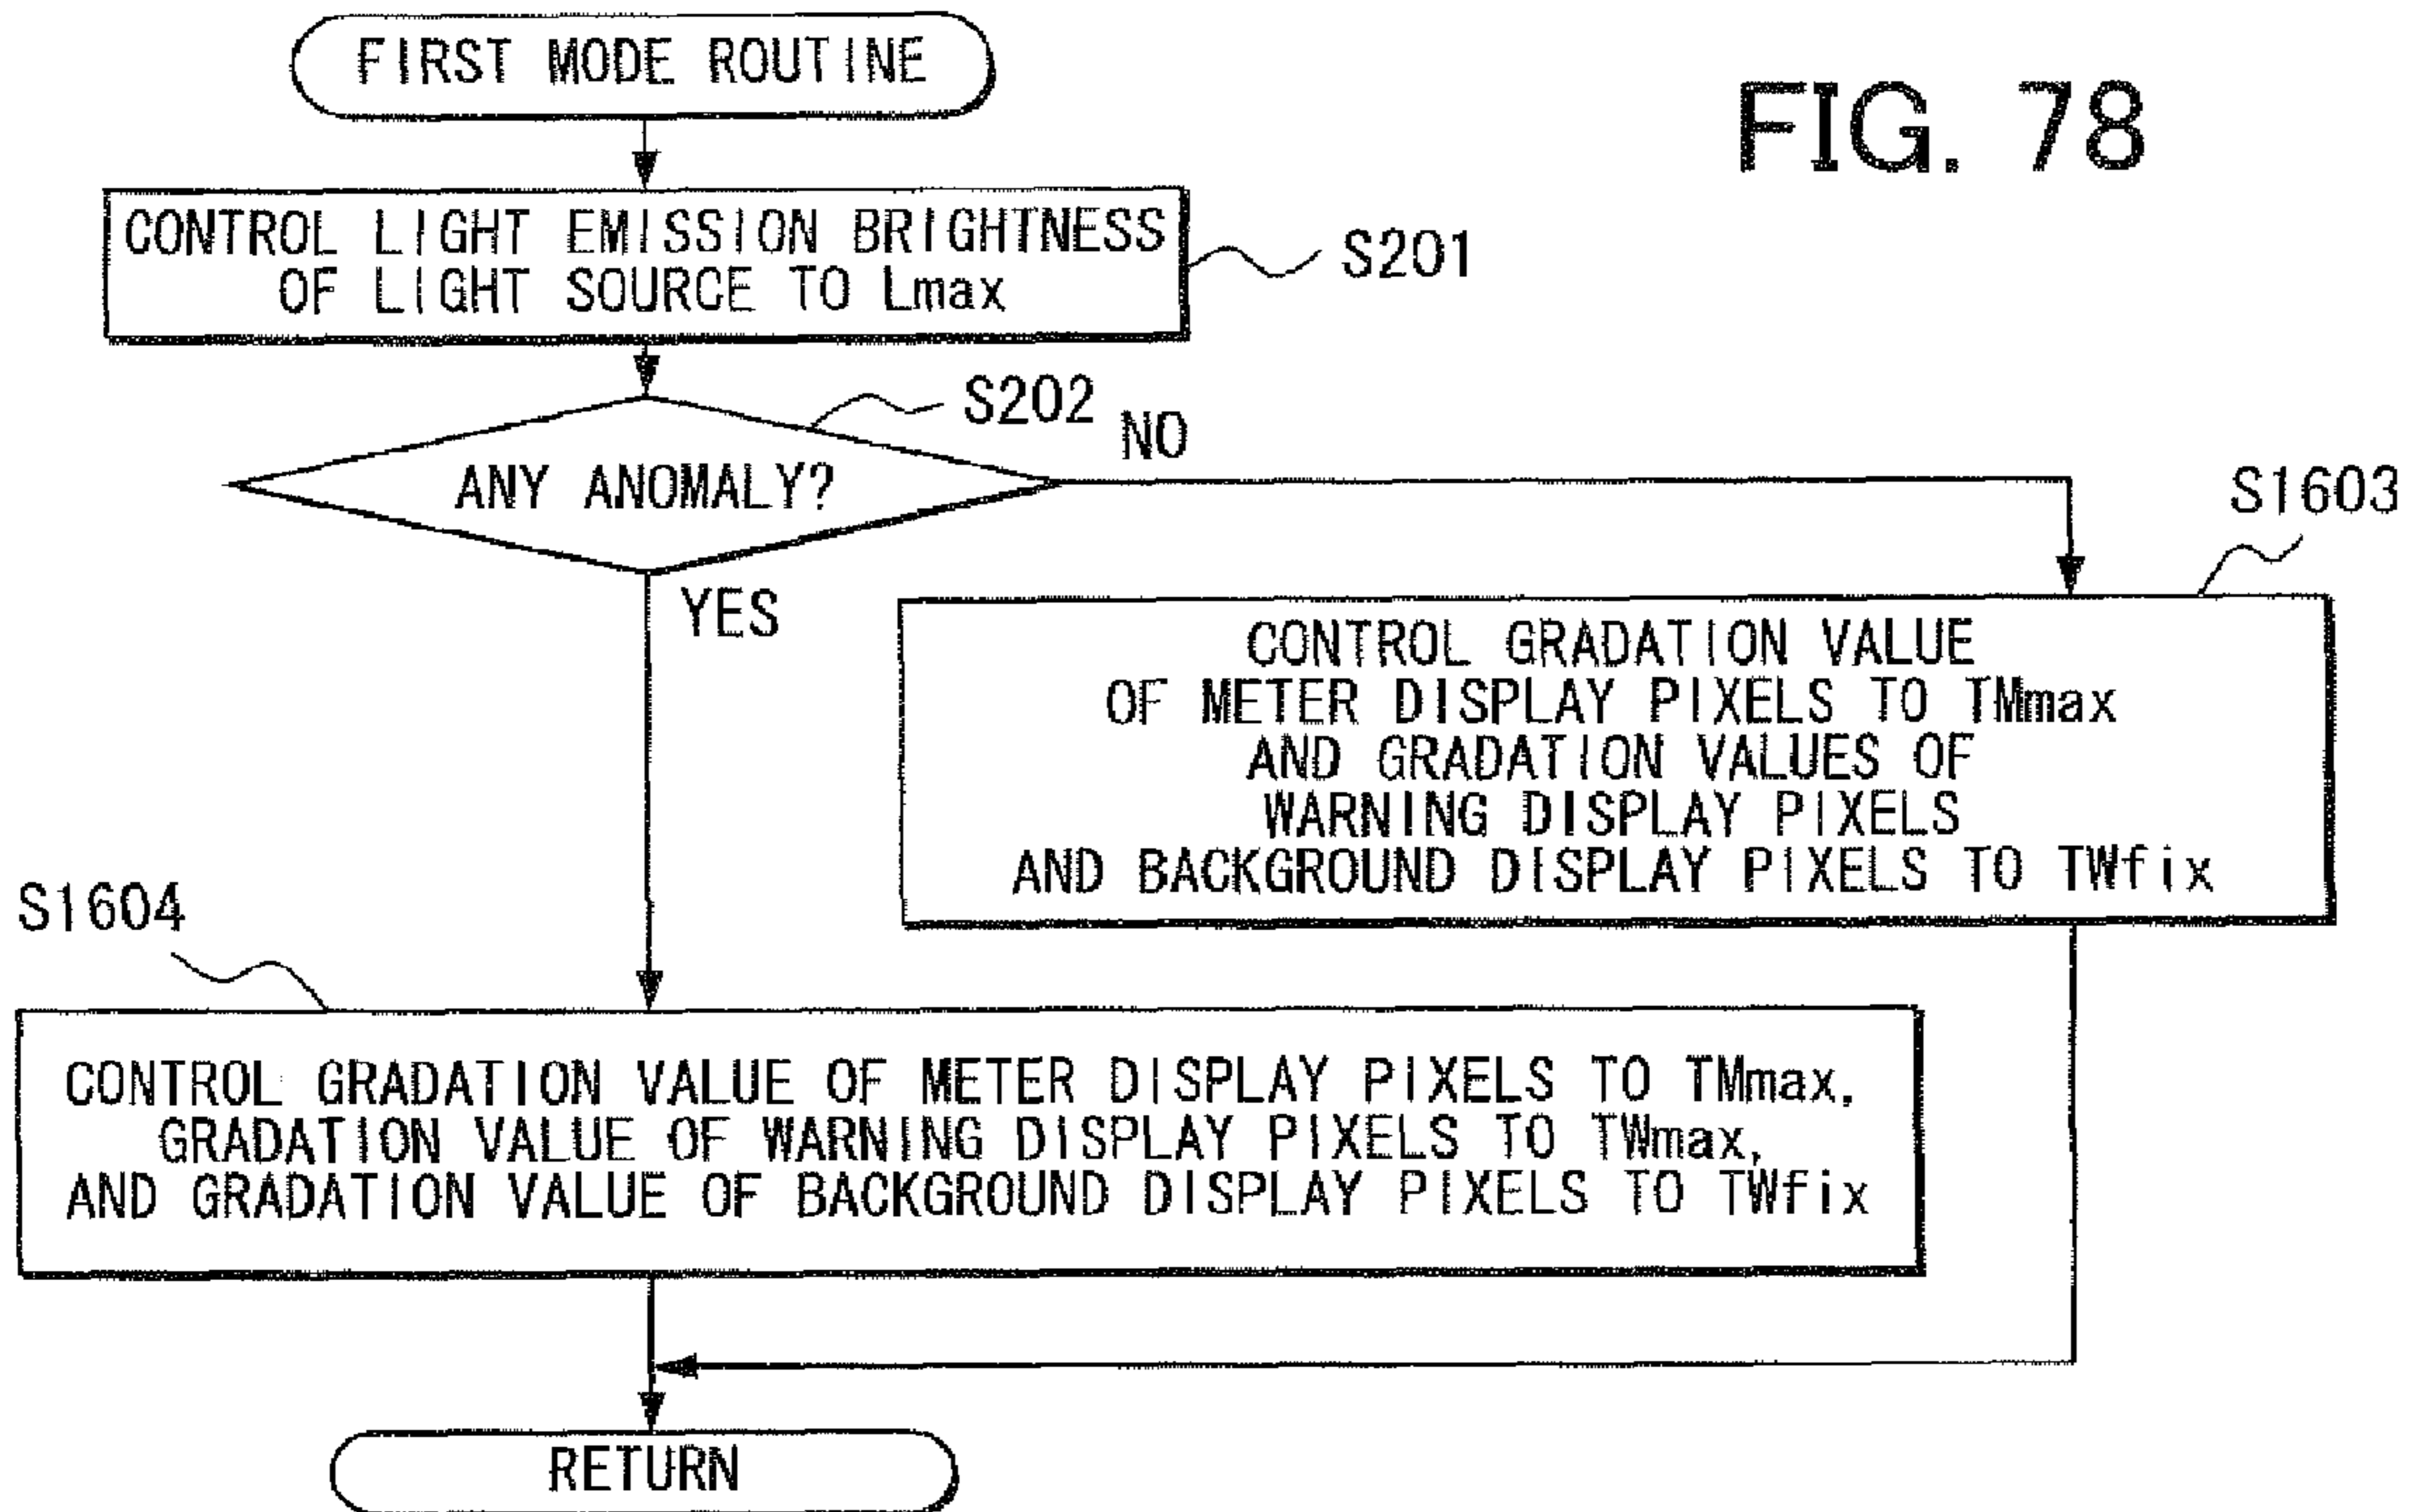 FIRST MODE ROUTINE
FIG. 78
CONTROL LIGHT EMISSION BRIGHTNESS
OF LIGHT SOURCE TO Lmax
S201
S202
ANY ANOMALY?
NO
YES
S1603
CONTROL GRADATION VALUE
OF METER DISPLAY PIXELS TO TMmax
AND GRADATION VALUES OF
WARNING DISPLAY PIXELS
AND BACKGROUND DISPLAY PIXELS TO TWfix
S1604
CONTROL GRADATION VALUE OF METER DISPLAY PIXELS TO TMmax,
GRADATION VALUE OF WARNING DISPLAY PIXELS TO TWmax,
AND GRADATION VALUE OF BACKGROUND DISPLAY PIXELS TO TWfix
RETURN